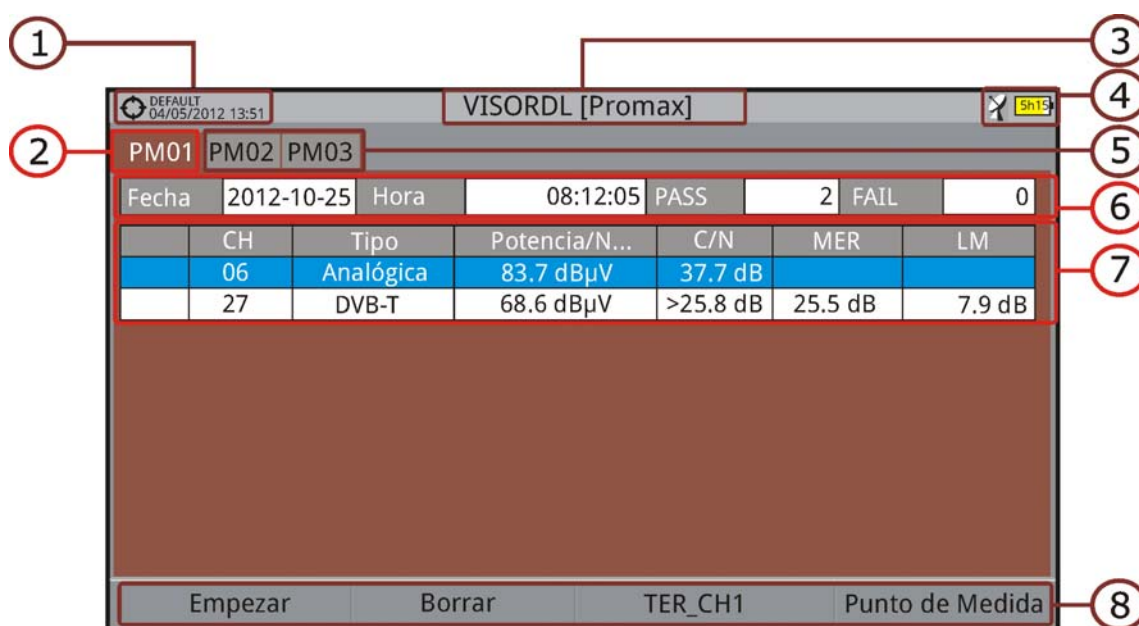 1
3
DEFAULT
04/05/2012 13:51
VISORDL [Promax]
5h15
4
2
PM01 PM02 PM03
5
Fecha 2012-10-25 Hora 08:12:05 PASS 2 FAIL 0
6
CH Tipo Potencia/N... C/N MER LM
7
06 Analógica 83.7 dBµV 37.7 dB
27 DVB-T 68.6 dBµV >25.8 dB 25.5 dB 7.9 dB
Empezar Borrar TER_CH1 Punto de Medida
8